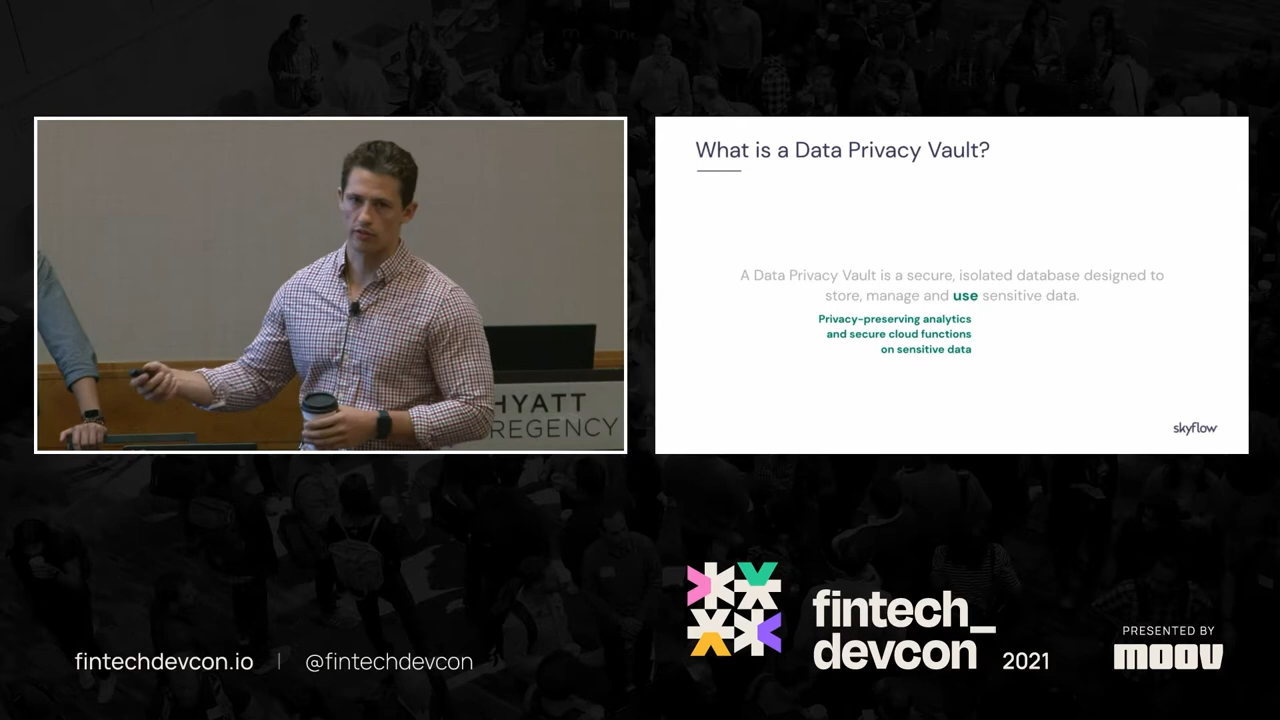 What is a Data Privacy Vault?
A Data Privacy Vault is a secure, isolated database designed to
store, manage and use sensitive data.
Privacy-preserving analytics
and secure cloud functions
on sensitive data
skyflow
HYATT
REGENCY
fintech_
devcon 2021
PRESENTED BY
moov
fintechdevcon.io | @fintechdevcon